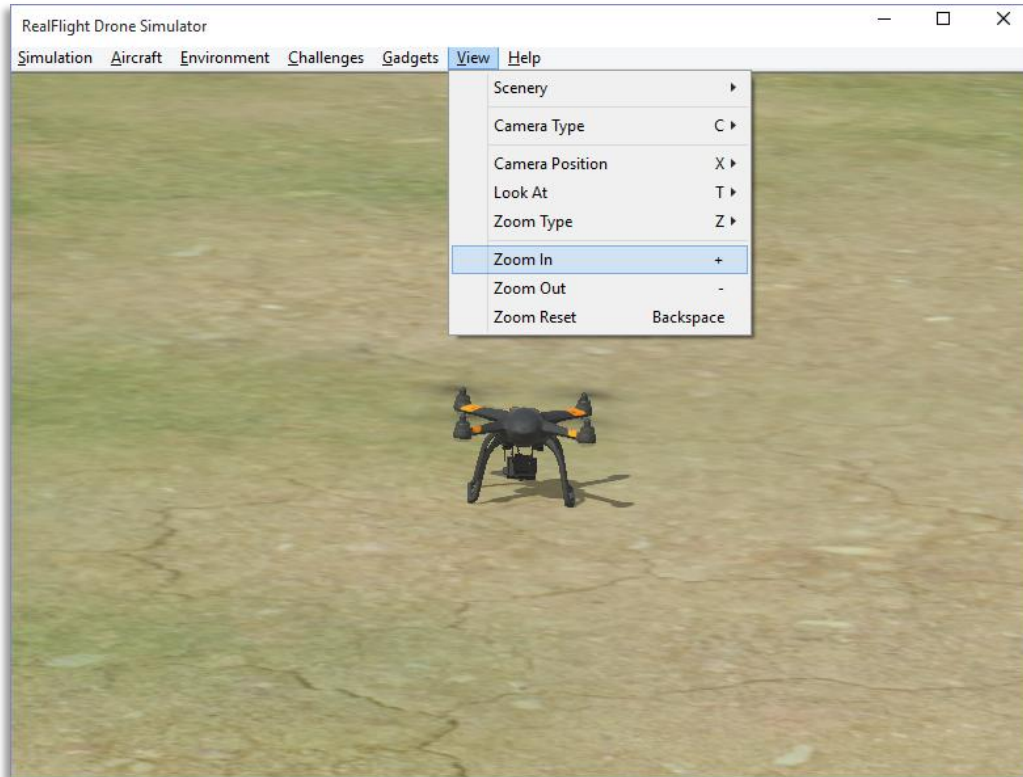 RealFlight Drone Simulator
Simulation Aircraft Environment Challenges Gadgets View Help
Scenery
Camera Type C
Camera Position X
Look At T
Zoom Type Z
Zoom In +
Zoom Out -
Zoom Reset Backspace